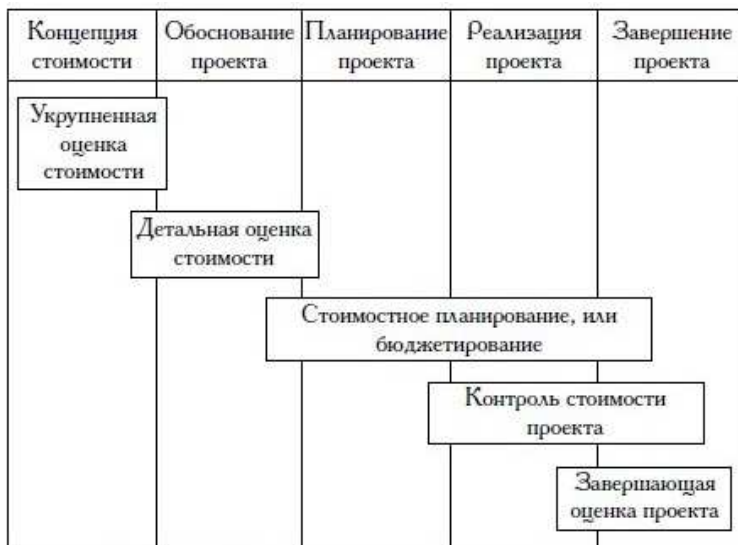 Концепция
стоимости
Обоснование
проекта
Планирование
проекта
Реализация
проекта
Завершение
проекта
Укрупненная
оценка
стоимости
Детальная оценка
стоимости
Стоимостное планирование, или
бюджетирование
Контроль стоимости
проекта
Завершающая
оценка проекта